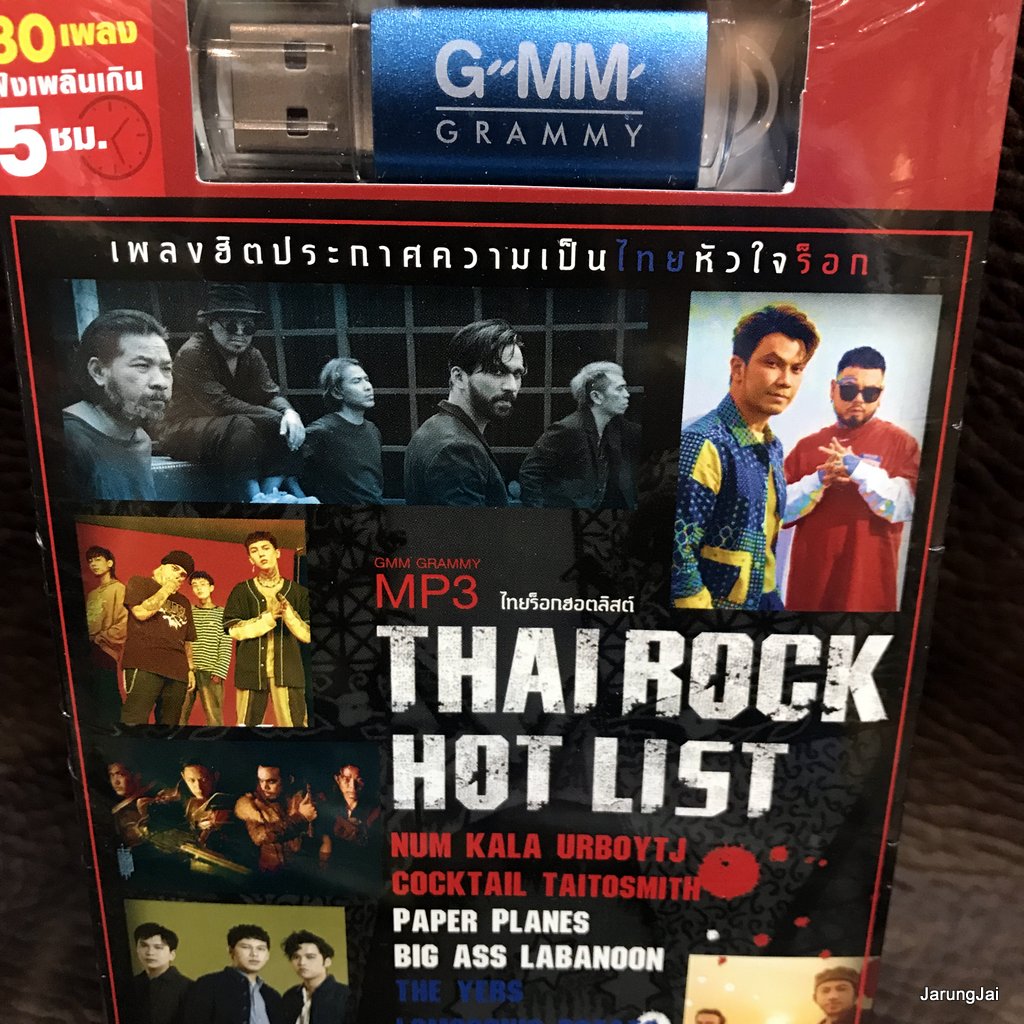 80 เพลง
ฟังเพลินเกิน
5 ชม.
GMM
GRAMMY
เพลงฮิตประกาศความเป็นไทยหัวใจร็อก
GMM GRAMMY
MP3 ไทยร็อกฮอตลิสต์
THAI ROCK
HOT LIST
NUM KALA URBOYTJ
COCKTAIL TAITOSMITH
PAPER PLANES
BIG ASS LABANOON
THE YERS
JarungJai